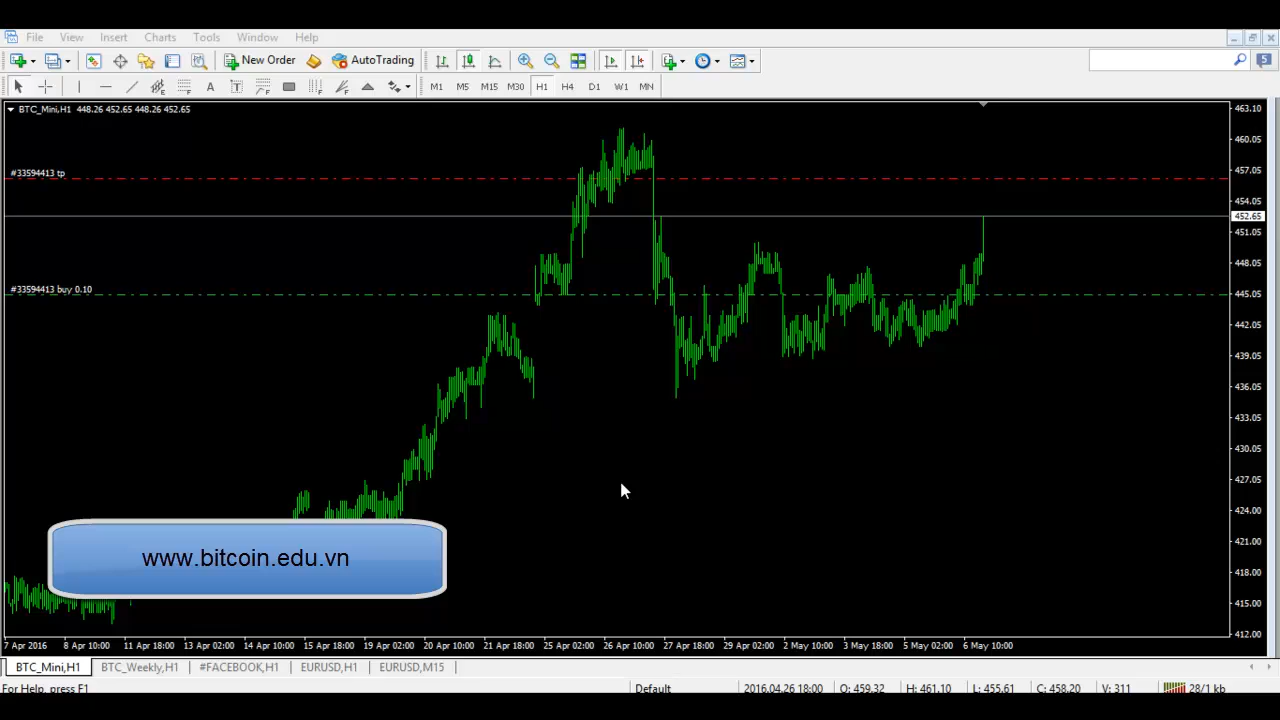 File View Insert Charts Tools Window Help
New Order AutoTrading 5
A T M1 M5 M15 M30 H1 H4 D1 W1 MN
BTC_Mini,H1 448.26 452.65 448.26 452.65
463.10
460.05
#33594413 tp
457.05
454.05
452.65
451.05
448.05
#33594413 buy 0.10
445.05
442.05
439.05
436.05
433.05
430.05
427.05
424.00
421.00
www.bitcoin.edu.vn
418.00
415.00
412.00
7 Apr 2016 8 Apr 10:00 11 Apr 18:00 13 Apr 02:00 14 Apr 10:00 15 Apr 18:00 19 Apr 02:00 20 Apr 10:00 21 Apr 18:00 25 Apr 02:00 26 Apr 10:00 27 Apr 18:00 29 Apr 02:00 2 May 10:00 3 May 18:00 5 May 02:00 6 May 10:00
BTC_Mini,H1 BTC_Weekly,H1 #FACEBOOK,H1 EURUSD,H1 EURUSD,M15
For Help, press F1 Default 2016.04.26 18:00 O: 459.32 H: 461.10 L: 455.61 C: 458.20 V: 311 28/1 kb